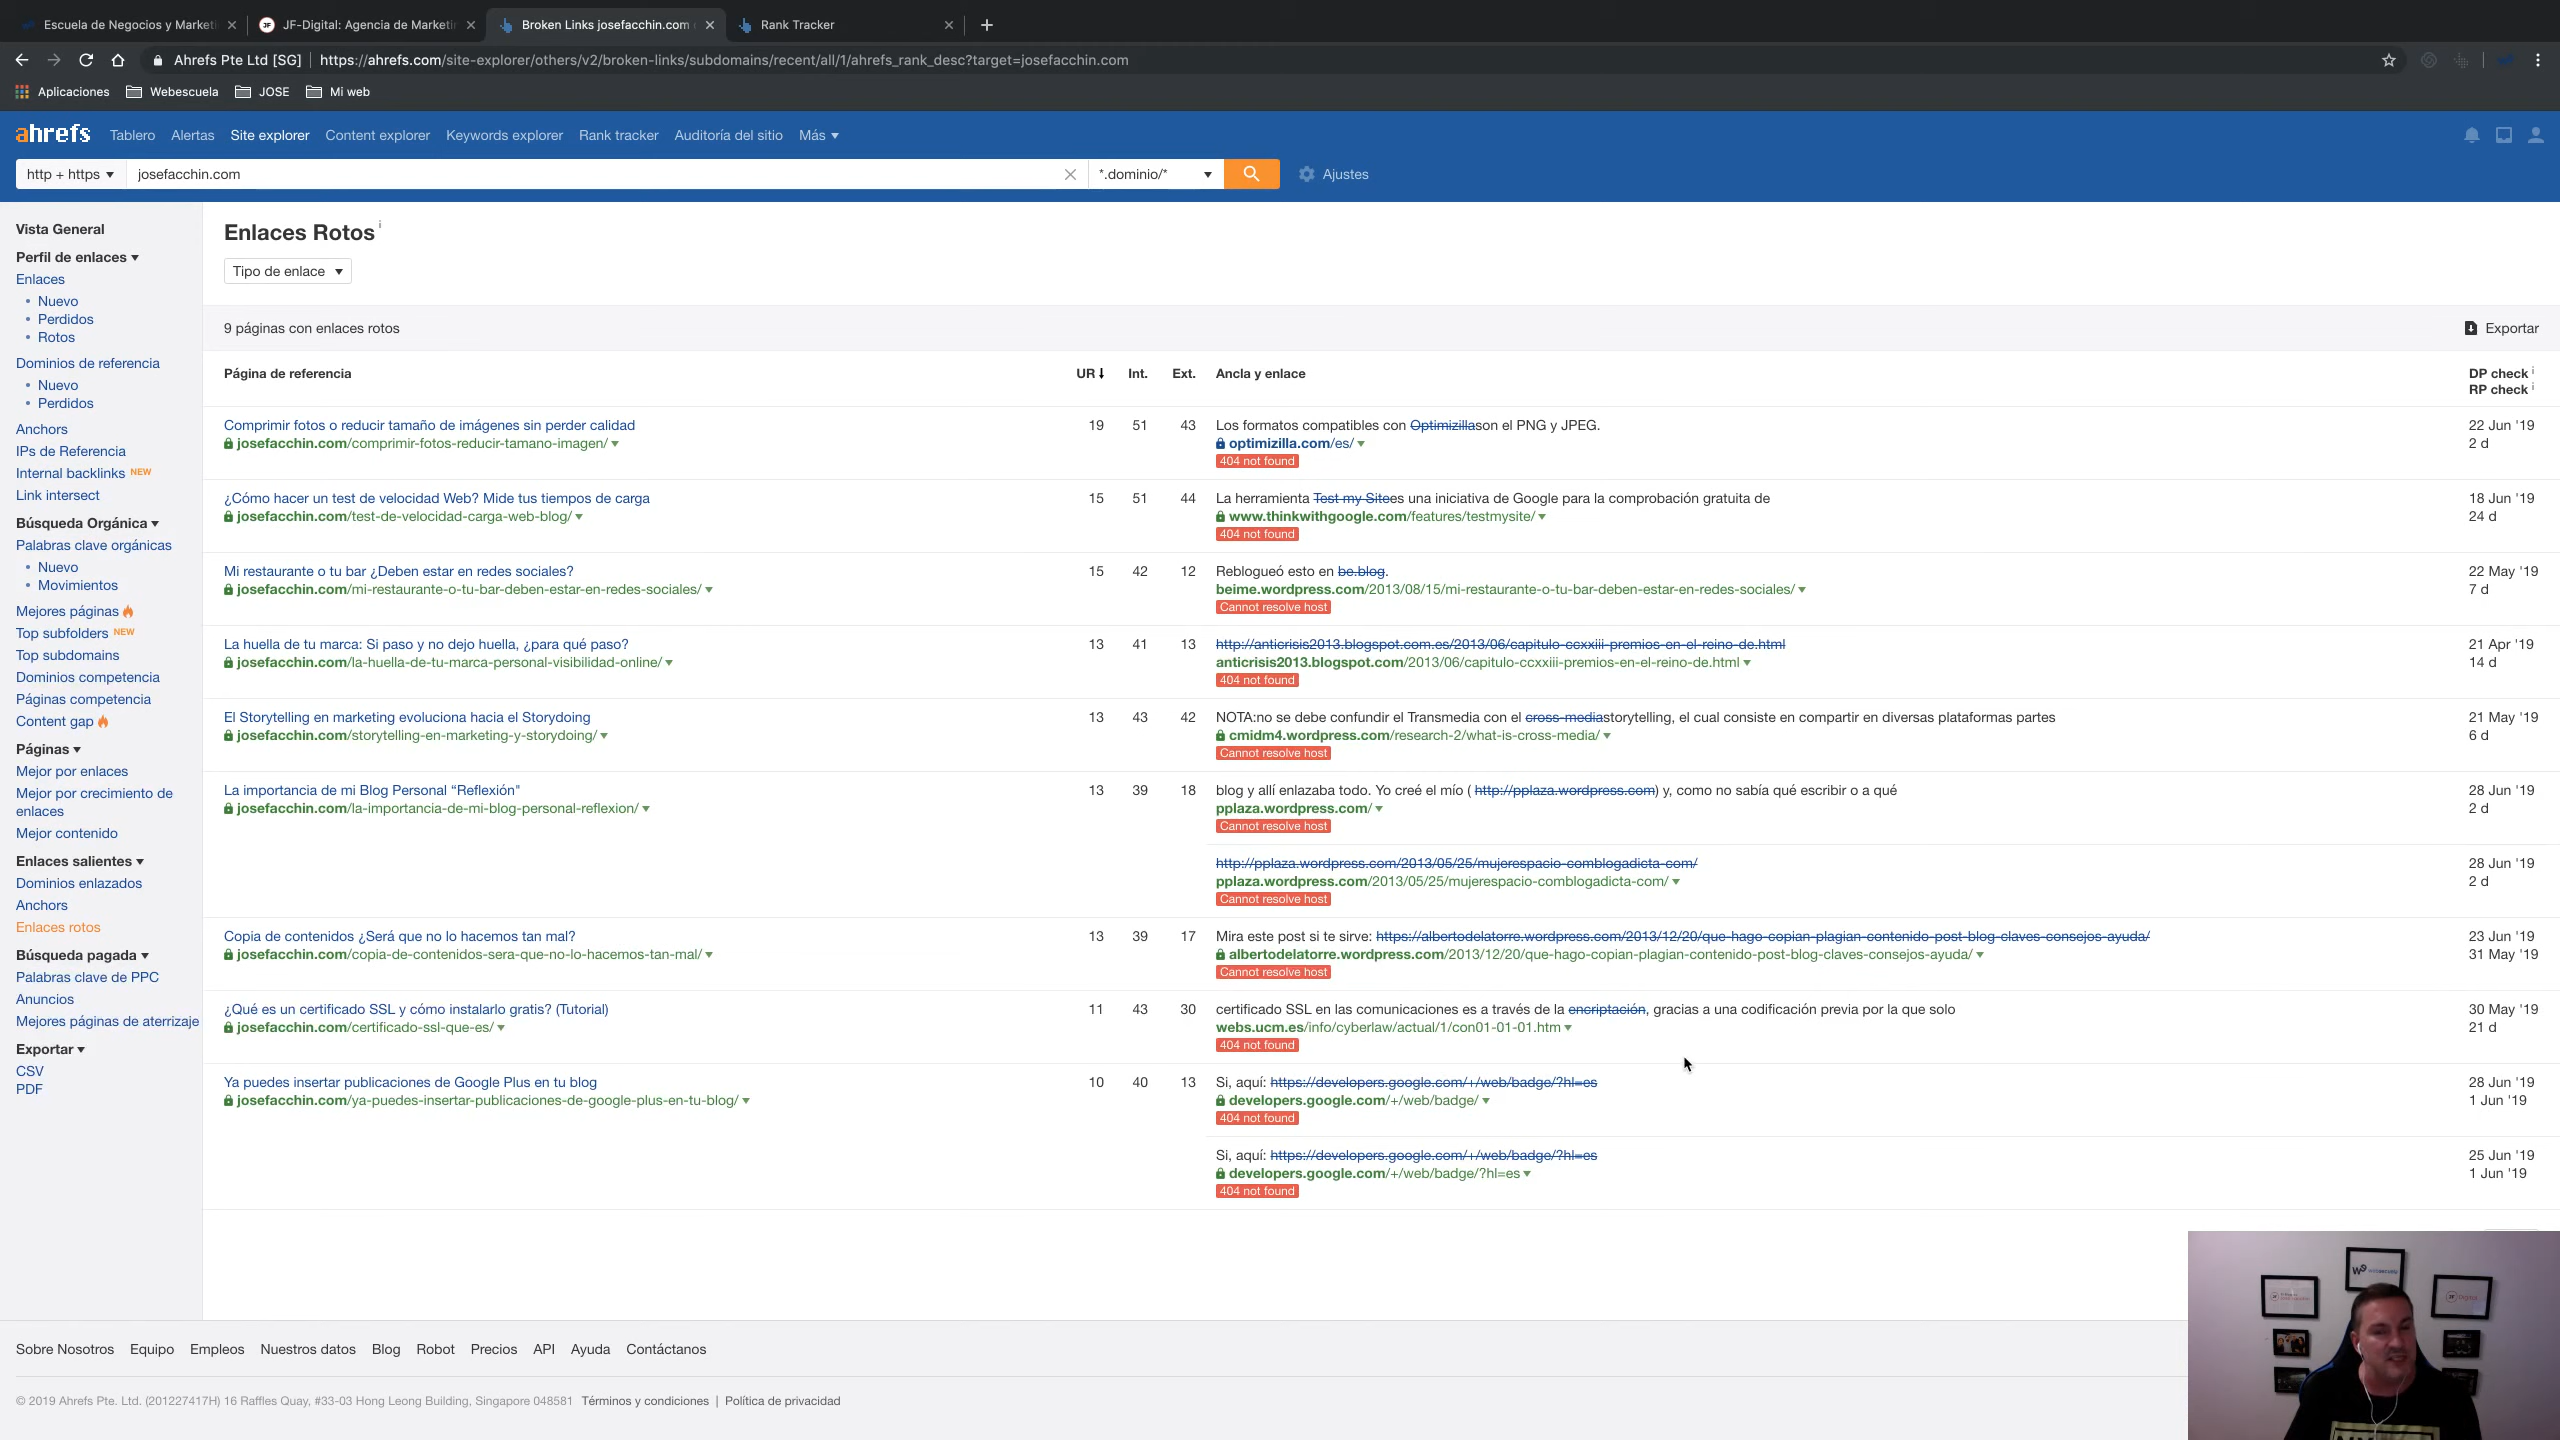 Escuela de Negocios y Marketi
JF-Digital: Agencia de Marketin
Broken Links josefacchin.com
Rank Tracker
Ahrefs Pte Ltd [SG]
https://ahrefs.com/site-explorer/others/v2/broken-links/subdomains/recent/all/1/ahrefs_rank_desc?target=josefacchin.com
Aplicaciones Webescuela JOSE Mi web
ahrefs Tablero Alertas Site explorer Content explorer Keywords explorer Rank tracker Auditoría del sitio Más
http + https josefacchin.com *.dominio/* Ajustes
Vista General
Perfil de enlaces
Enlaces
• Nuevo
• Perdidos
• Rotos
Dominios de referencia
• Nuevo
• Perdidos
Anchors
IPs de Referencia
Internal backlinks NEW
Link intersect
Búsqueda Orgánica
Palabras clave orgánicas
• Nuevo
• Movimientos
Mejores páginas
Top subfolders NEW
Top subdomains
Dominios competencia
Páginas competencia
Content gap
Páginas
Mejor por enlaces
Mejor por crecimiento de
enlaces
Mejor contenido
Enlaces salientes
Dominios enlazados
Anchors
Enlaces rotos
Búsqueda pagada
Palabras clave de PPC
Anuncios
Mejores páginas de aterrizaje
Exportar
CSV
PDF
Enlaces Rotos i
Tipo de enlace
9 páginas con enlaces rotos Exportar
Página de referencia UR Int. Ext. Ancla y enlace DP check i
RP check i
Comprimir fotos o reducir tamaño de imágenes sin perder calidad 19 51 43 Los formatos compatibles con Optimizillason el PNG y JPEG. 22 Jun '19
josefacchin.com/comprimir-fotos-reducir-tamano-imagen/ optimizilla.com/es/ 2 d
404 not found
¿Cómo hacer un test de velocidad Web? Mide tus tiempos de carga 15 51 44 La herramienta Test my Sitees una iniciativa de Google para la comprobación gratuita de 18 Jun '19
josefacchin.com/test-de-velocidad-carga-web-blog/ www.thinkwithgoogle.com/features/testmysite/ 24 d
404 not found
Mi restaurante o tu bar ¿Deben estar en redes sociales? 15 42 12 Reblogueó esto en be.blog. 22 May '19
josefacchin.com/mi-restaurante-o-tu-bar-deben-estar-en-redes-sociales/ beime.wordpress.com/2013/08/15/mi-restaurante-o-tu-bar-deben-estar-en-redes-sociales/ 7 d
Cannot resolve host
La huella de tu marca: Si paso y no dejo huella, ¿para qué paso? 13 41 13 http://anticrisis2013.blogspot.com.es/2013/06/capitulo-ccxxiii-premios-en-el-reino-de.html 21 Apr '19
josefacchin.com/la-huella-de-tu-marca-personal-visibilidad-online/ anticrisis2013.blogspot.com/2013/06/capitulo-ccxxiii-premios-en-el-reino-de.html 14 d
404 not found
El Storytelling en marketing evoluciona hacia el Storydoing 13 43 42 NOTA:no se debe confundir el Transmedia con el cross-mediastorytelling, el cual consiste en compartir en diversas plataformas partes 21 May '19
josefacchin.com/storytelling-en-marketing-y-storydoing/ cmidm4.wordpress.com/research-2/what-is-cross-media/ 6 d
Cannot resolve host
La importancia de mi Blog Personal “Reflexión" 13 39 18 blog y allí enlazaba todo. Yo creé el mío ( http://pplaza.wordpress.com) y, como no sabía qué escribir o a qué 28 Jun '19
josefacchin.com/la-importancia-de-mi-blog-personal-reflexion/ pplaza.wordpress.com/ 2 d
Cannot resolve host
http://pplaza.wordpress.com/2013/05/25/mujerespacio-comblogadicta-com/ 28 Jun '19
pplaza.wordpress.com/2013/05/25/mujerespacio-comblogadicta-com/ 2 d
Cannot resolve host
Copia de contenidos ¿Será que no lo hacemos tan mal? 13 39 17 Mira este post si te sirve: https://albertodelatorre.wordpress.com/2013/12/20/que-hago-copian-plagian-contenido-post-blog-claves-consejos-ayuda/ 23 Jun '19
josefacchin.com/copia-de-contenidos-sera-que-no-lo-hacemos-tan-mal/ albertodelatorre.wordpress.com/2013/12/20/que-hago-copian-plagian-contenido-post-blog-claves-consejos-ayuda/ 31 May '19
Cannot resolve host
¿Qué es un certificado SSL y cómo instalarlo gratis? (Tutorial) 11 43 30 certificado SSL en las comunicaciones es a través de la encriptación, gracias a una codificación previa por la que solo 30 May '19
josefacchin.com/certificado-ssl-que-es/ webs.ucm.es/info/cyberlaw/actual/1/con01-01-01.htm 21 d
404 not found
Ya puedes insertar publicaciones de Google Plus en tu blog 10 40 13 Si, aquí: https://developers.google.com/+/web/badge/?hl=es 28 Jun '19
josefacchin.com/ya-puedes-insertar-publicaciones-de-google-plus-en-tu-blog/ developers.google.com/+/web/badge/ 1 Jun '19
404 not found
Si, aquí: https://developers.google.com/+/web/badge/?hl=es 25 Jun '19
developers.google.com/+/web/badge/?hl=es 1 Jun '19
404 not found
Sobre Nosotros Equipo Empleos Nuestros datos Blog Robot Precios API Ayuda Contáctanos
© 2019 Ahrefs Pte. Ltd. (201227417H) 16 Raffles Quay, #33-03 Hong Leong Building, Singapore 048581 Términos y condiciones | Política de privacidad